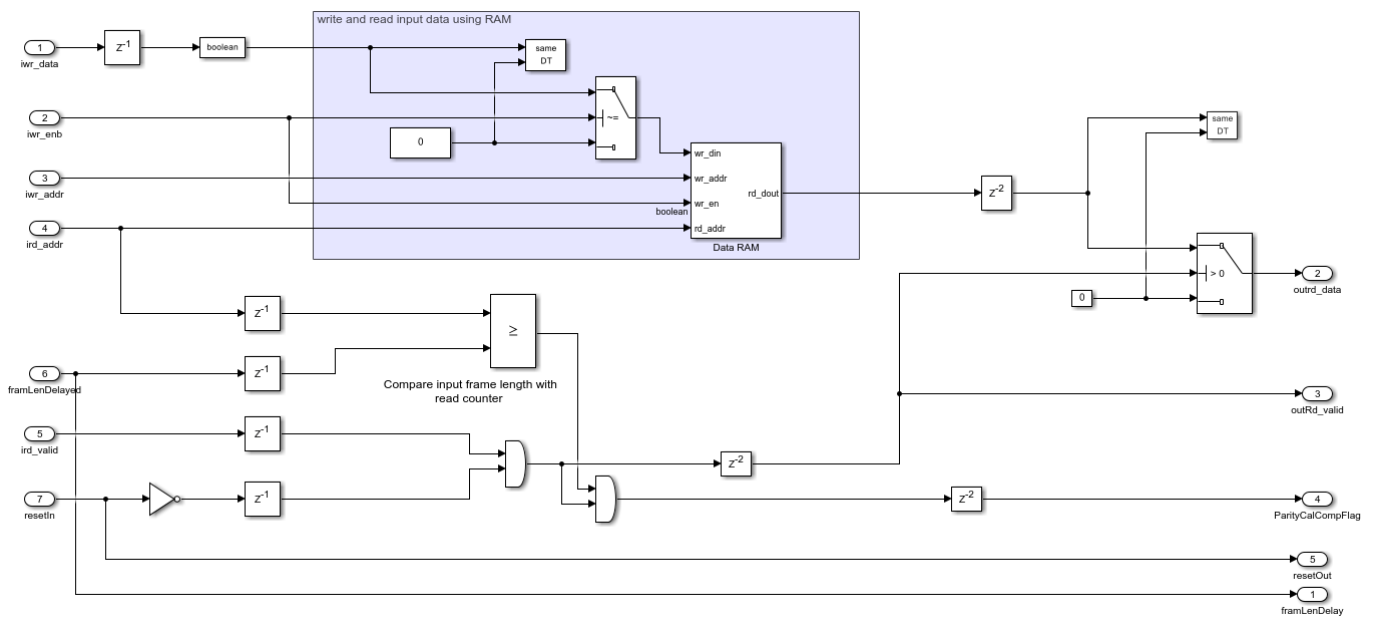 write and read input data using RAM
1
iwr_data
z-1
boolean
same
DT
2
iwr_enb
0
~=
3
iwr_addr
wr_din
wr_addr
wr_en
rd_addr
rd_dout
boolean
Data RAM
4
ird_addr
z-2
same
DT
> 0
0
2
outrd_data
z-1
≥
Compare input frame length with
read counter
6
framLenDelayed
z-1
3
outRd_valid
5
ird_valid
z-1
z-2
7
resetIn
z-1
z-2
4
ParityCalCompFlag
5
resetOut
1
framLenDelay